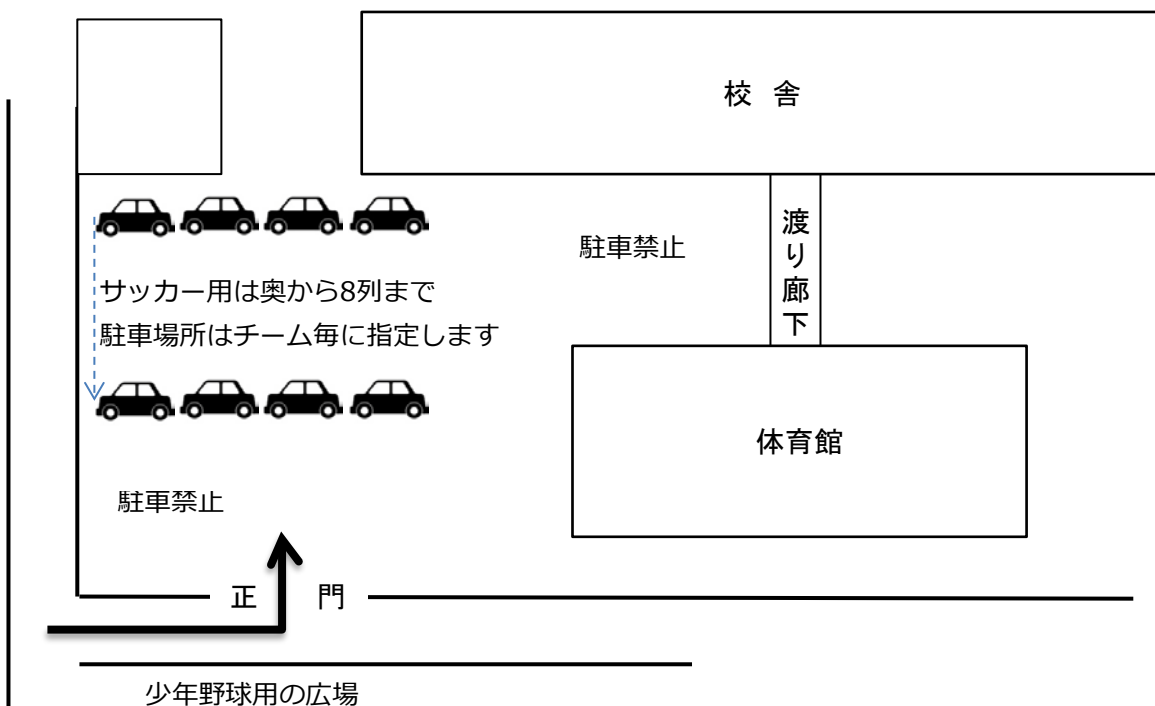 校 舎
渡り廊下
駐車禁止
サッカー用は奥から8列まで
駐車場所はチーム毎に指定します
体育館
駐車禁止
正 門
少年野球用の広場